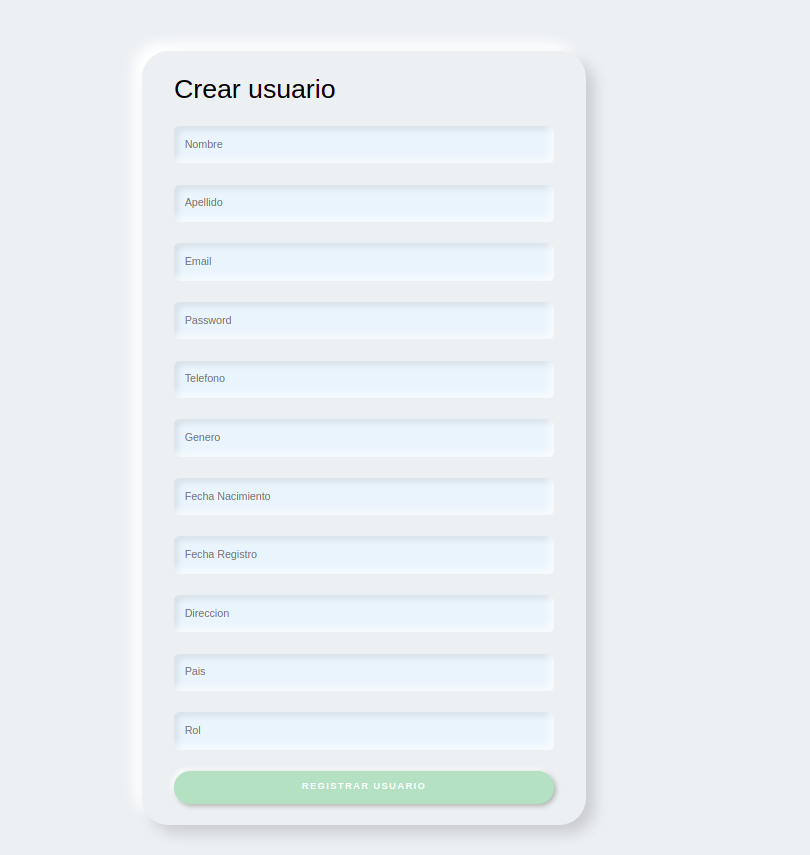 Crear usuario
Nombre
Apellido
Email
Password
Telefono
Genero
Fecha Nacimiento
Fecha Registro
Direccion
Pais
Rol
REGISTRAR USUARIO